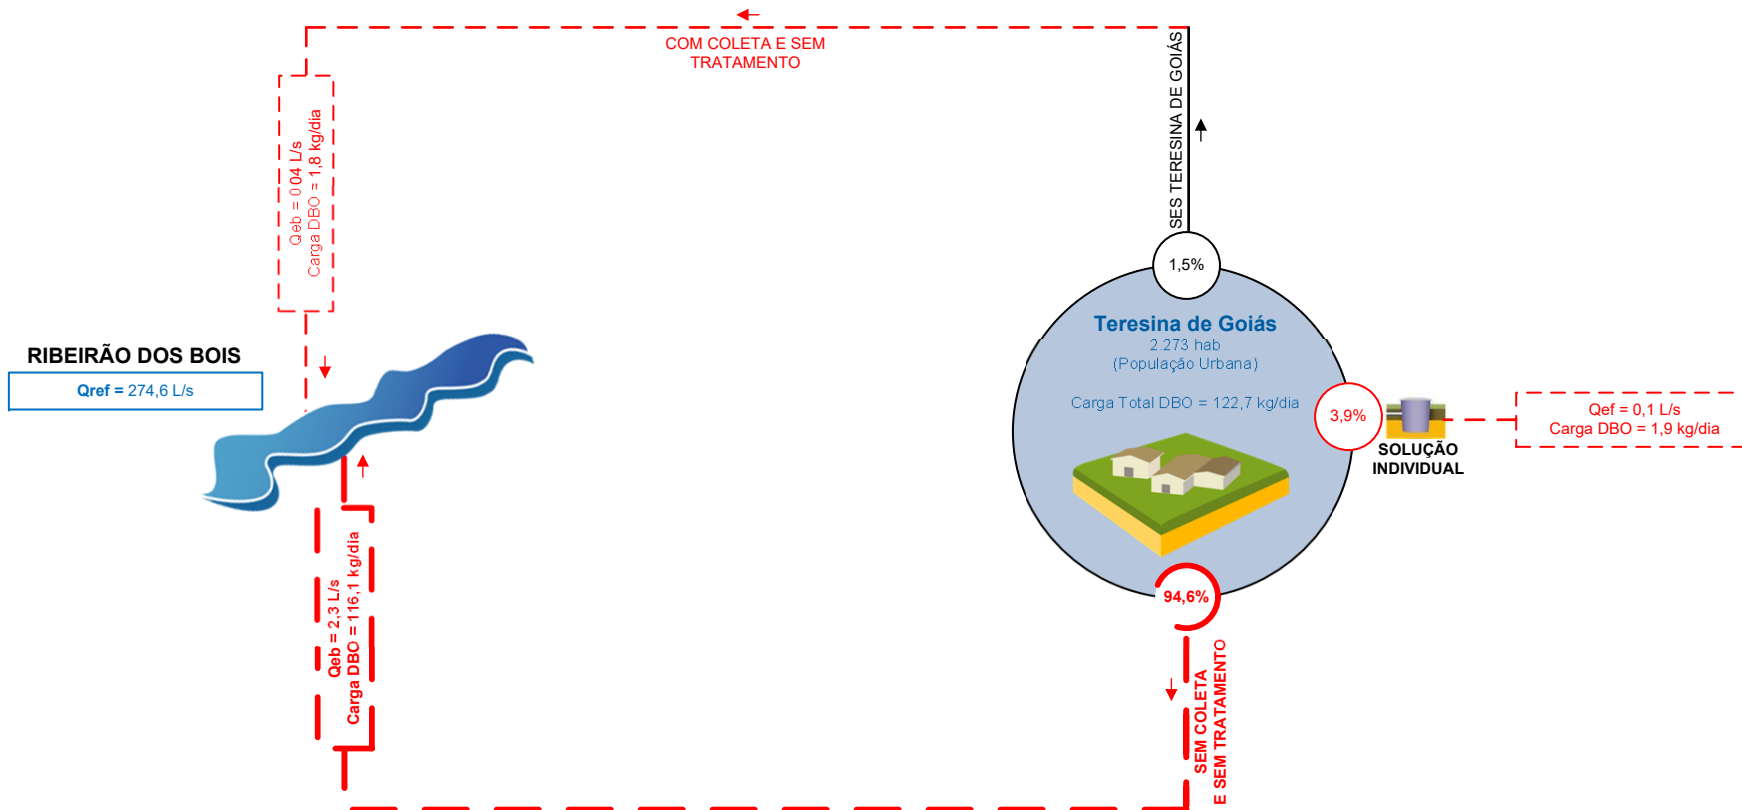 COM COLETA E SEM
TRATAMENTO
SES TERESINA DE GOIÁS
Qeb = 0 04 L/s
Carga DBO = 1,8 kg/dia
1,5%
Teresina de Goiás
2.273 hab
(População Urbana)
Carga Total DBO = 122,7 kg/dia
RIBEIRÃO DOS BOIS
Qref = 274,6 L/s
3,9%
SOLUÇÃO
INDIVIDUAL
Qef = 0,1 L/s
Carga DBO = 1,9 kg/dia
94,6%
Qeb = 2,3 L/s
Carga DBO = 116,1 kg/dia
SEM COLETA
E SEM TRATAMENTO